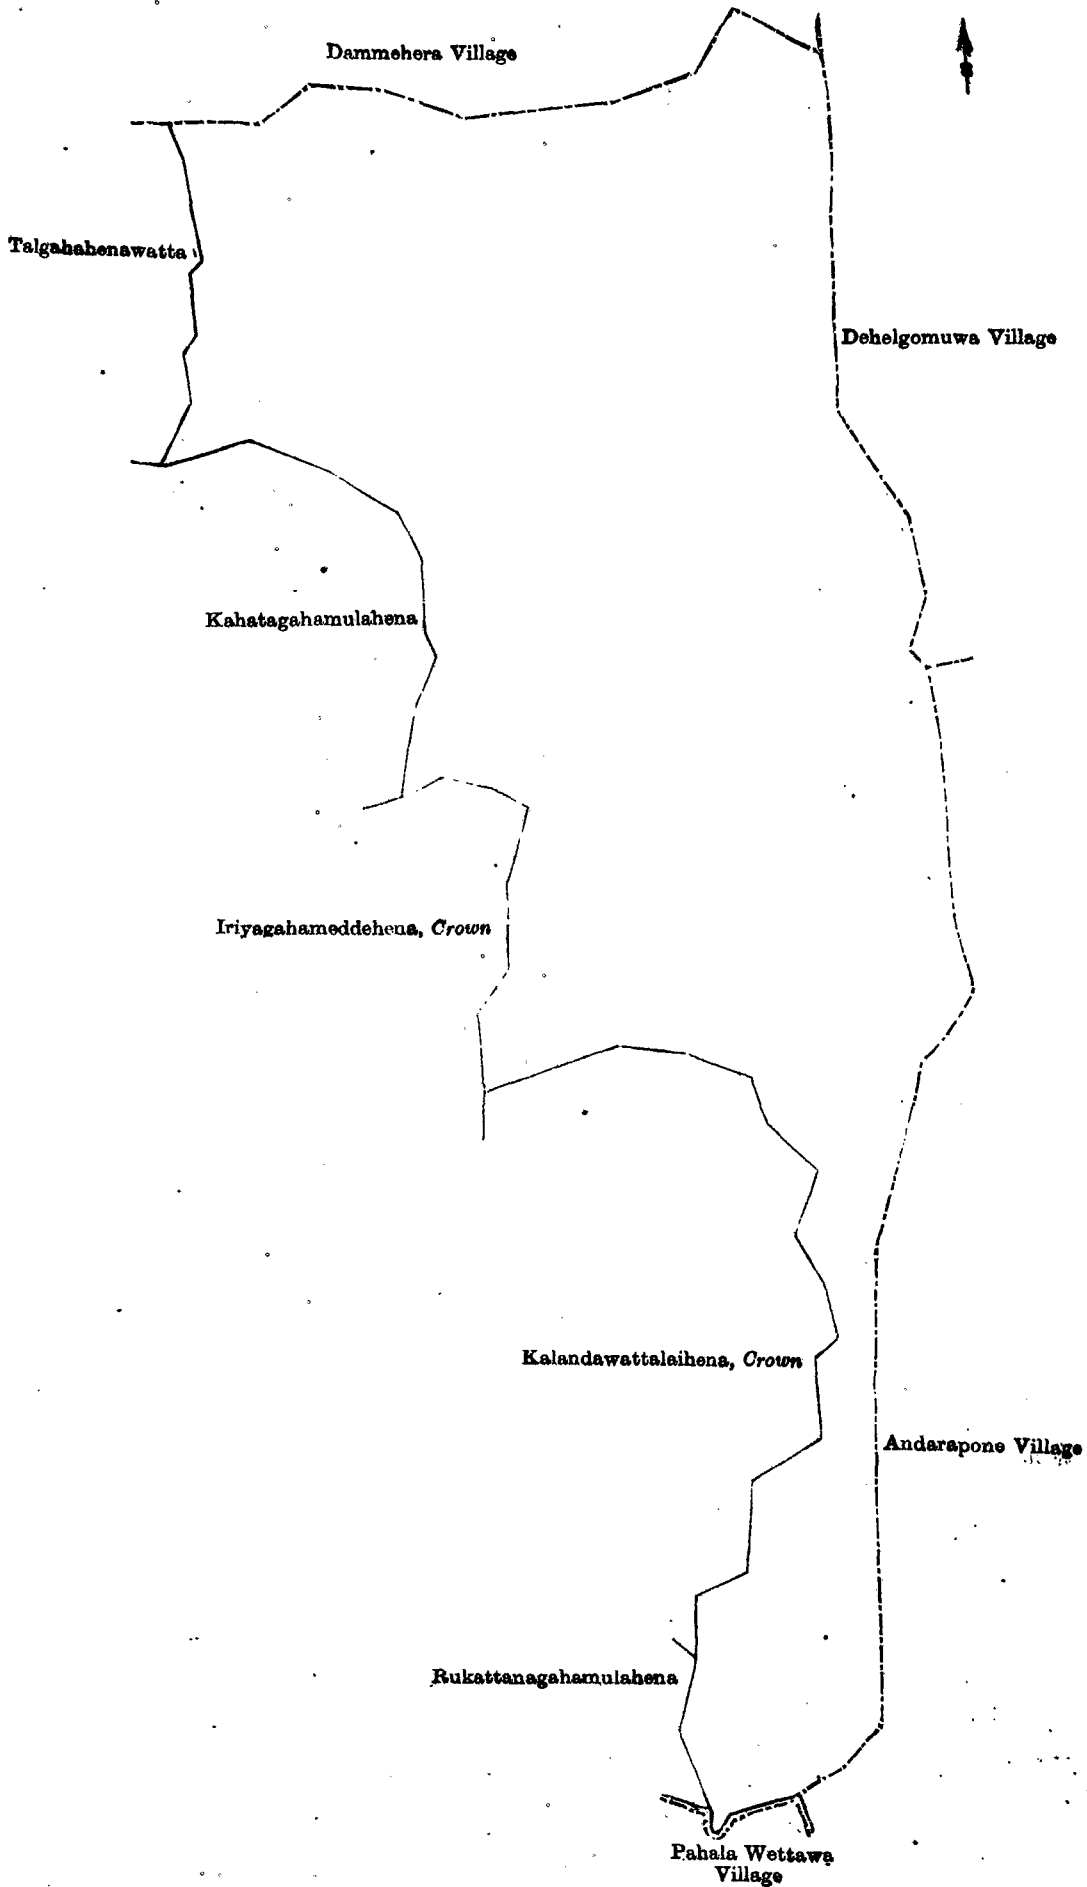 Dammehera Village
Talgahahenawatta
Dehelgomuwa Village
Kahatagahamulahena
Iriyagahameddehena, Crown
Kalandawattalaihena, Crown
Andarapone Village
Rukattanagahamulahena
Pahala Wettawa
Village